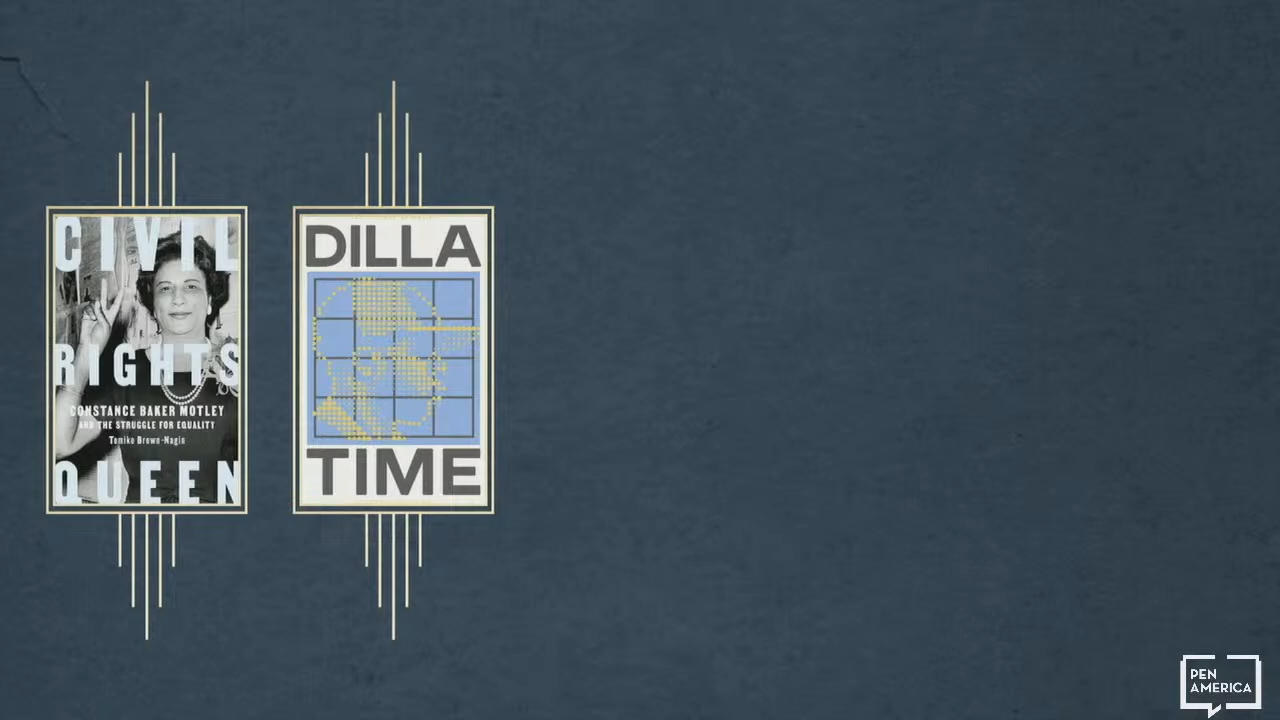 CIVIL
RIGHTS
CONSTANCE BAKER MOTLEY
AND THE STRUGGLE FOR EQUALITY
Tomiko Brown-Nagin
QUEEN
DILLA
TIME
PEN
AMERICA